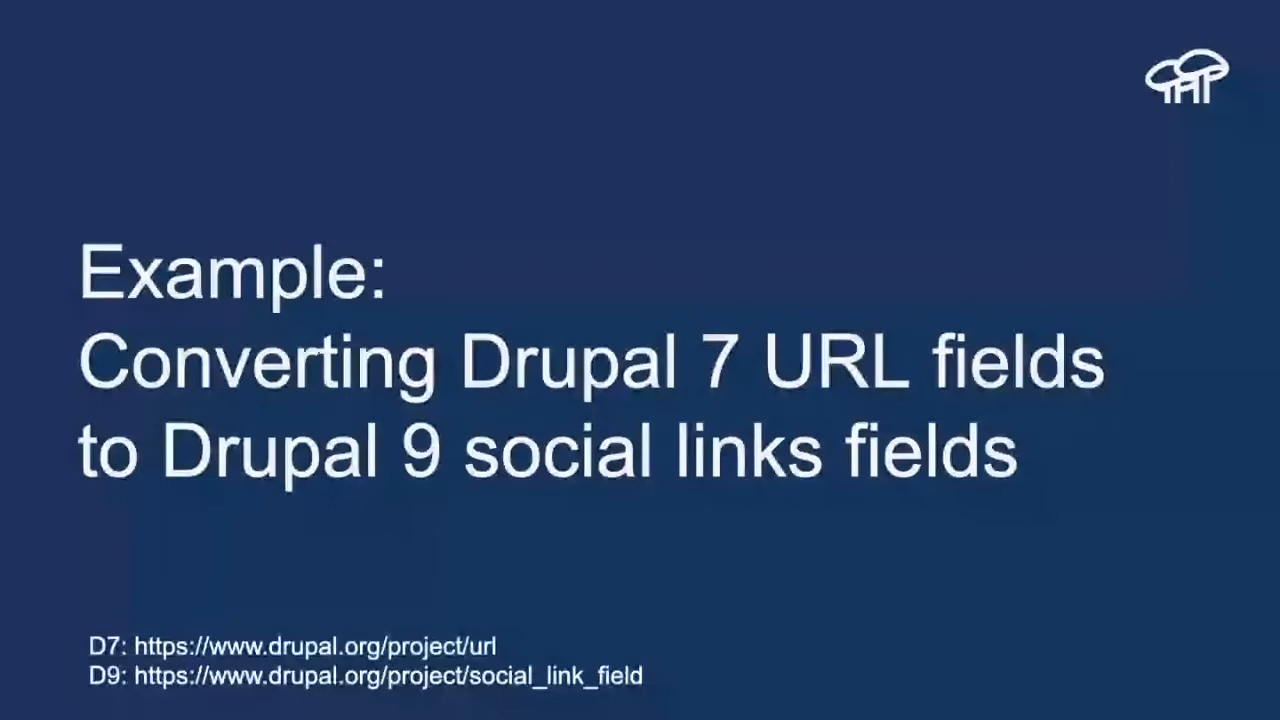 Example:
Converting Drupal 7 URL fields
to Drupal 9 social links fields
D7: https://www.drupal.org/project/url
D9: https://www.drupal.org/project/social_link_field